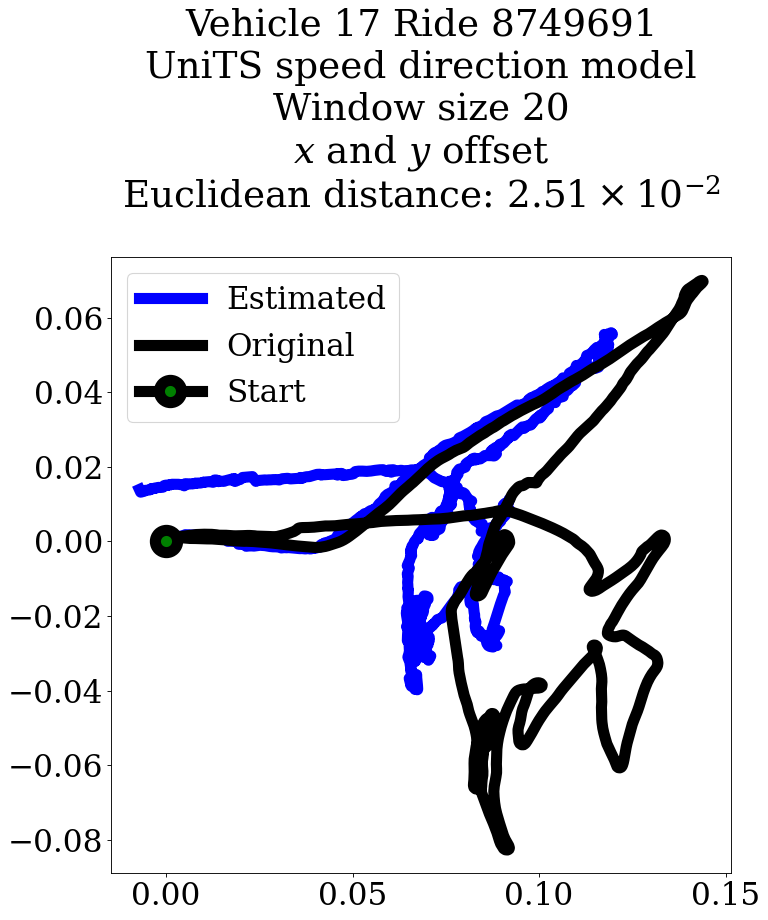 Vehicle 17 Ride 8749691
UniTS speed direction model
Window size 20
x and y offset
Euclidean distance: 2.51 × 10⁻²
Estimated
Original
Start
0.06
0.04
0.02
0.00
−0.02
−0.04
−0.06
−0.08
0.00 0.05 0.10 0.15